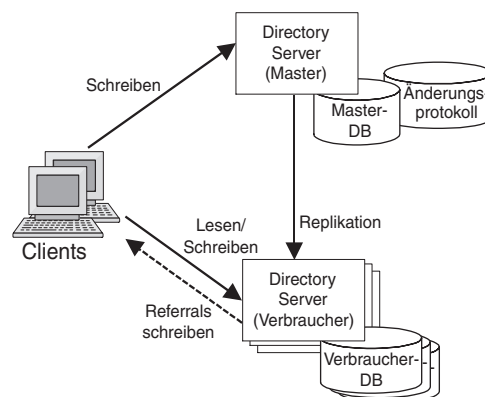 Directory
Server
(Master)
Schreiben
Master-
DB
Änderungs-
protokoll
Clients
Lesen/
Schreiben
Replikation
Referrals
schreiben
Directory
Server
(Verbraucher)
Verbraucher-
DB